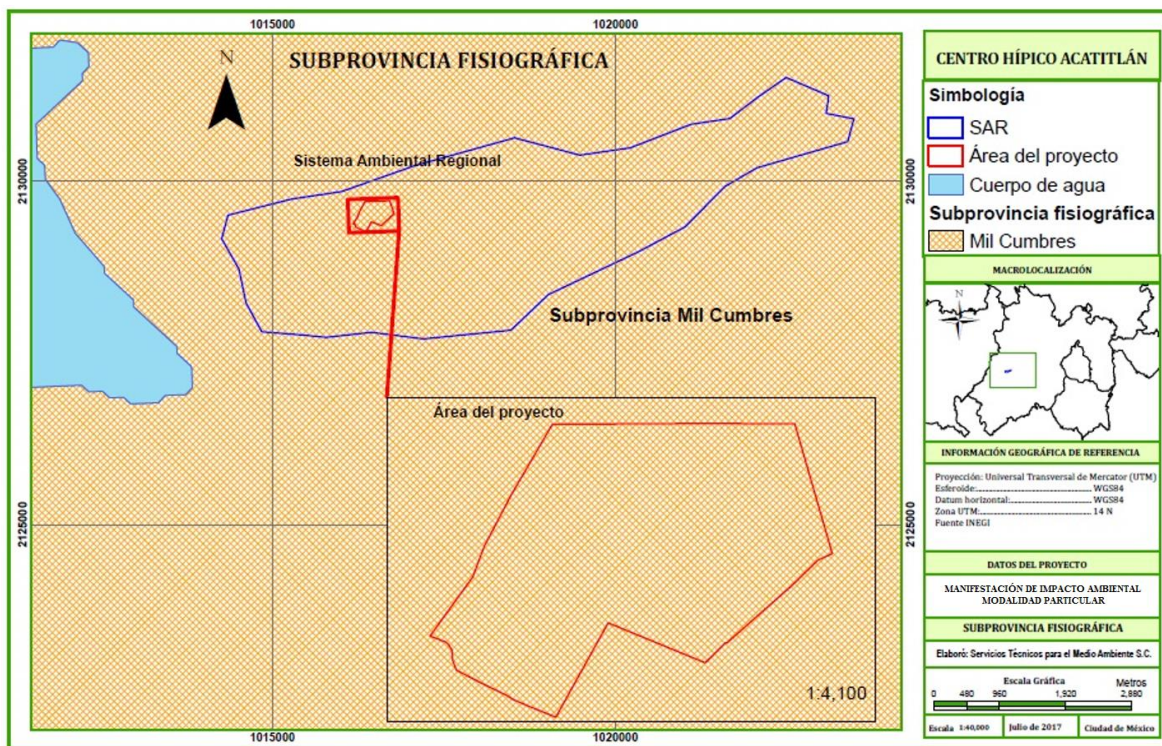 1015000
1020000
SUBPROVINCIA FISIOGRÁFICA
N
Sistema Ambiental Regional
2130000
2130000
Subprovincia Mil Cumbres
Área del proyecto
2125000
2125000
1:4,100
1015000
1020000
CENTRO HÍPICO ACATITLÁN
Simbología
SAR
Área del proyecto
Cuerpo de agua
Subprovincia fisiográfica
Mil Cumbres
MACROLOCALIZACIÓN
N
INFORMACIÓN GEOGRÁFICA DE REFERENCIA
Proyección: Universal Transversal de Mercator (UTM)
Esferoide:.......................................WGS84
Datum horizontal:.............................WGS84
Zona UTM:.......................................14 N
Fuente INEGI
DATOS DEL PROYECTO
MANIFESTACIÓN DE IMPACTO AMBIENTAL
MODALIDAD PARTICULAR
SUBPROVINCIA FISIOGRÁFICA
Elaboró: Servicios Técnicos para el Medio Ambiente S.C.
Escala Gráfica Metros
0 480 960 1,920 2,880
Escala 1:40,000 Julio de 2017 Ciudad de México